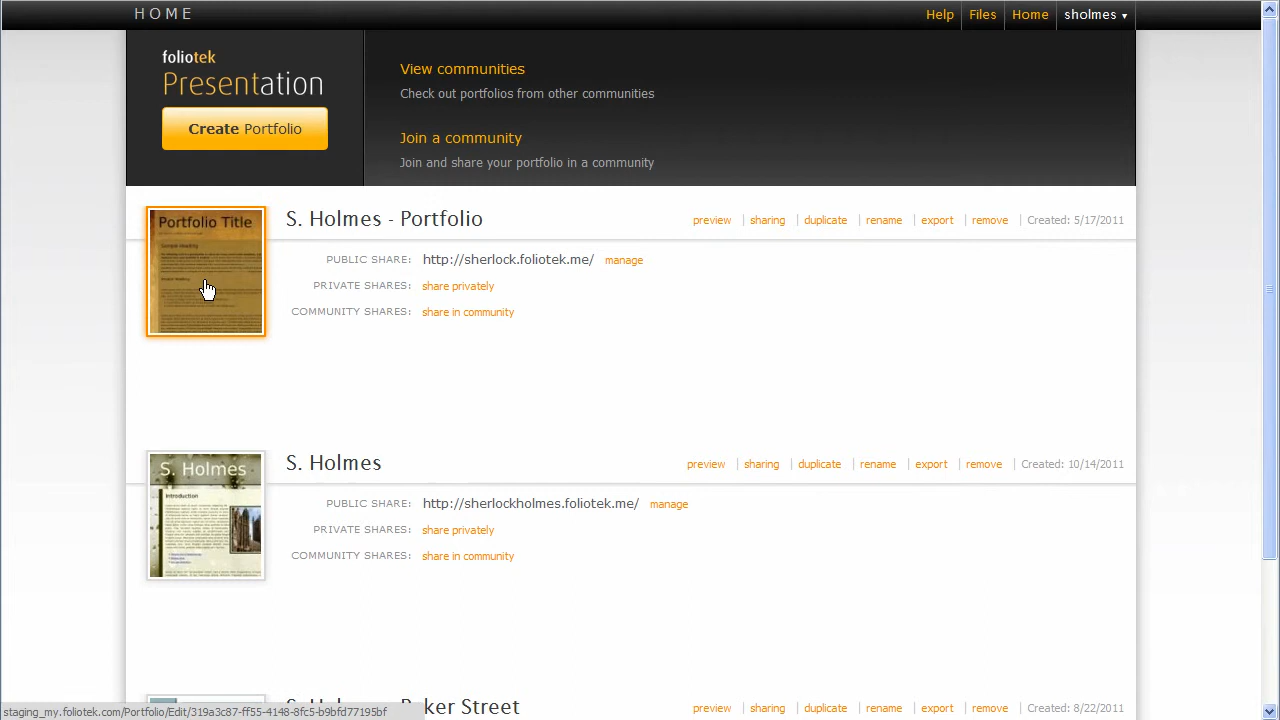 HOME
Help Files Home sholmes ▾
foliotek
Presentation
Create Portfolio
View communities
Check out portfolios from other communities
Join a community
Join and share your portfolio in a community
Portfolio Title
S. Holmes - Portfolio
preview | sharing | duplicate | rename | export | remove | Created: 5/17/2011
PUBLIC SHARE: http://sherlock.foliotek.me/ manage
PRIVATE SHARES: share privately
COMMUNITY SHARES: share in community
S. Holmes
Introduction
S. Holmes
preview | sharing | duplicate | rename | export | remove | Created: 10/14/2011
PUBLIC SHARE: http://sherlockholmes.foliotek.me/ manage
PRIVATE SHARES: share privately
COMMUNITY SHARES: share in community
preview | sharing | duplicate | rename | export | remove | Created: 8/22/2011
staging_my.foliotek.com/Portfolio/Edit/319a3c87-ff55-4148-8fc5-b9bfd77195bf